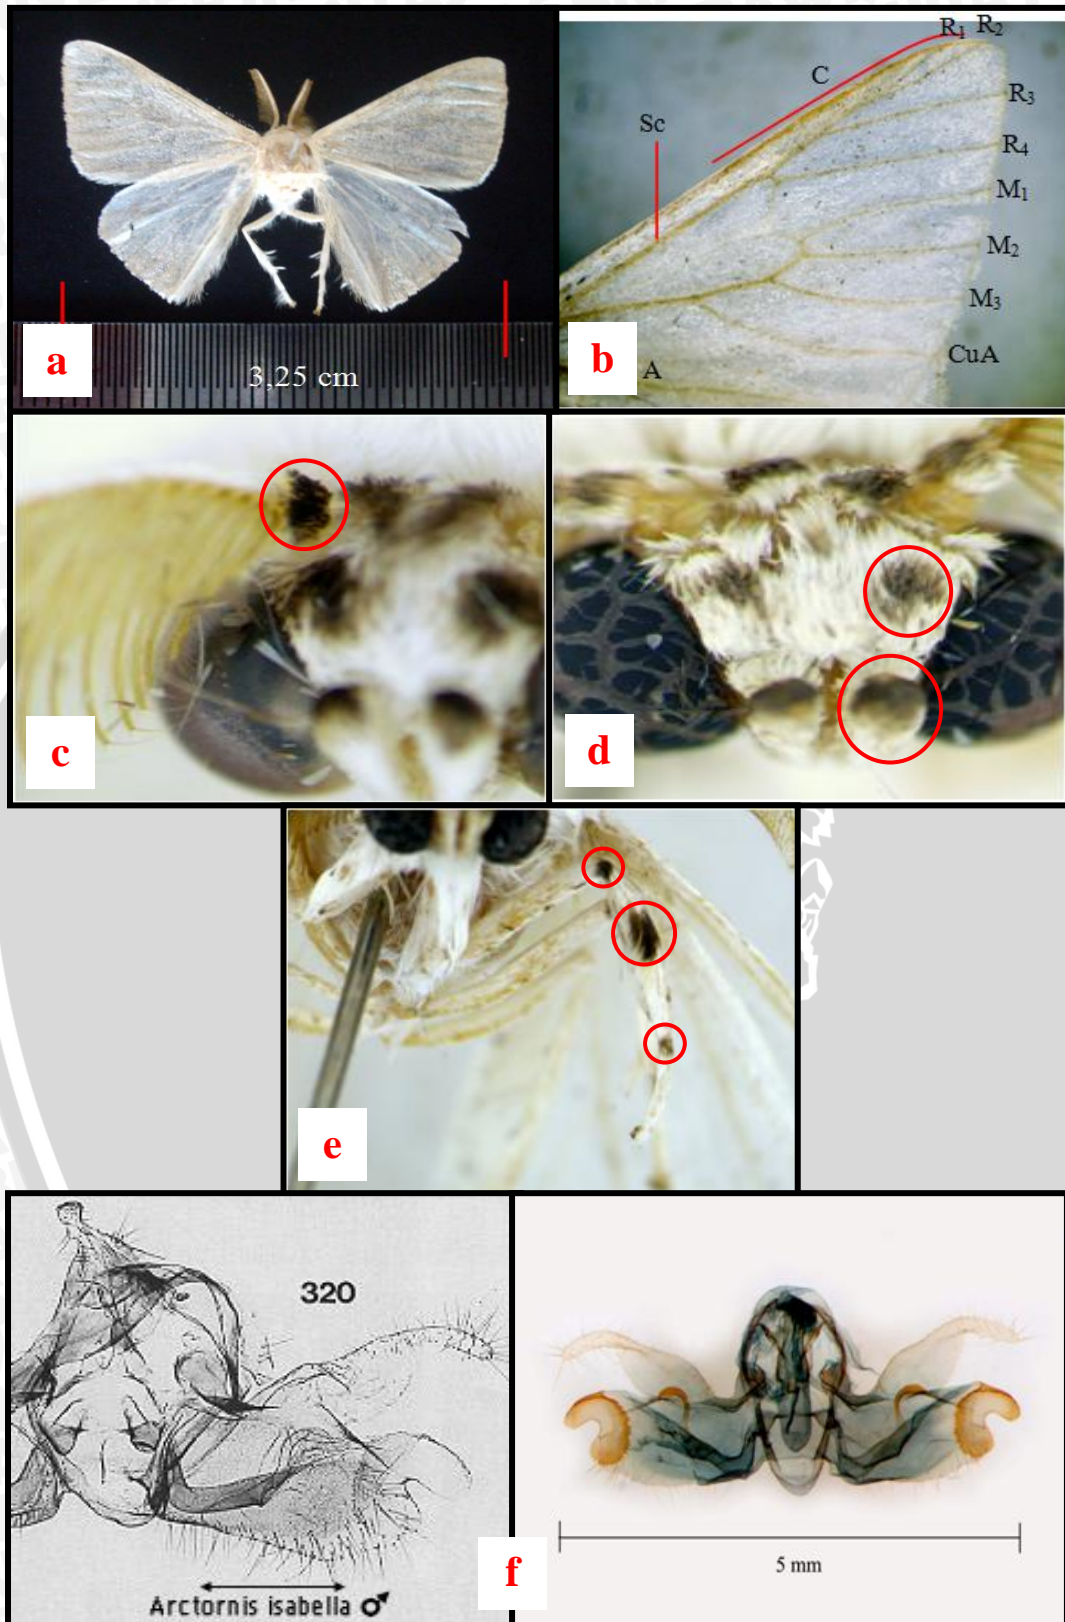 a
3,25 cm
b
Sc
C
R1
R2
R3
R4
M1
M2
M3
CuA
A
c
d
e
320
Arctornis isabella ♂
f
5 mm